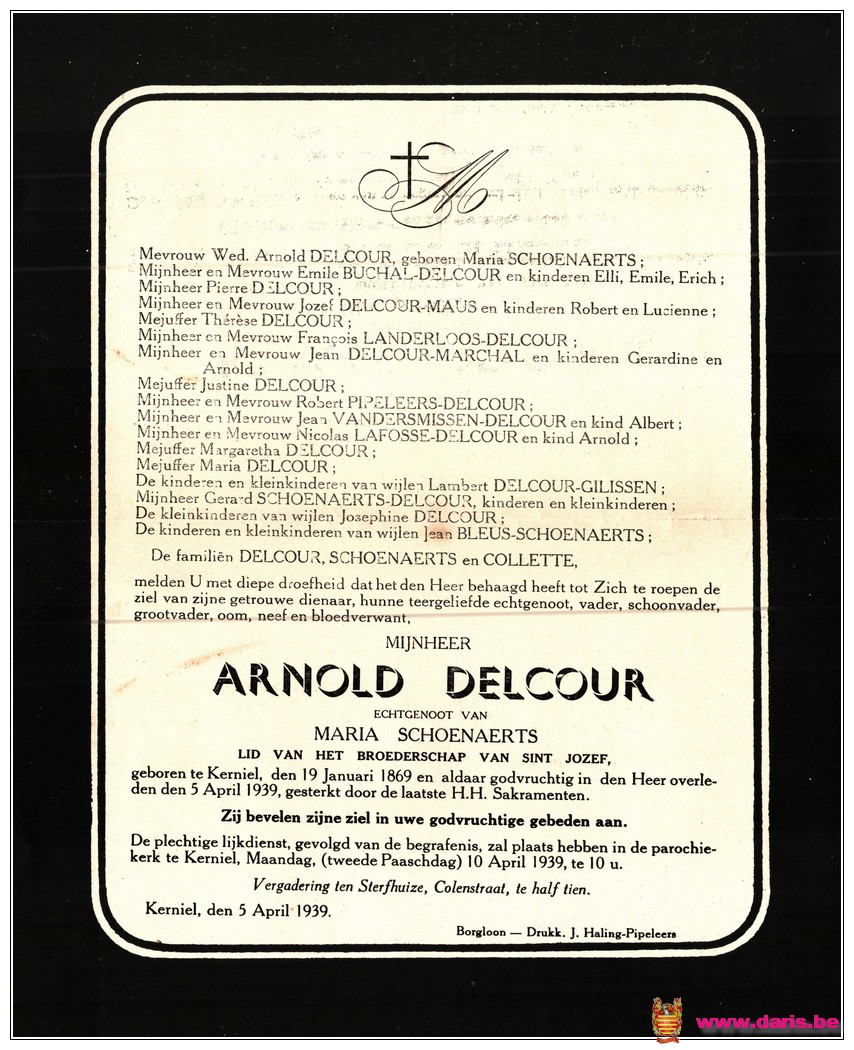 M
Mevrouw Wed. Arnold DELCOUR, geboren Maria SCHOENAERTS ;
Mijnheer en Mevrouw Emile BUCHAL-DELCOUR en kinderen Elli, Emile, Erich ;
Mijnheer Pierre DELCOUR ;
Mijnheer en Mevrouw Jozef DELCOUR-MAUS en kinderen Robert en Lucienne ;
Mejuffer Thérèse DELCOUR ;
Mijnheer en Mevrouw François LANDERLOOS-DELCOUR ;
Mijnheer en Mevrouw Jean DELCOUR-MARCHAL en kinderen Gerardine en
Arnold ;
Mejuffer Justine DELCOUR ;
Mijnheer en Mevrouw Robert PIPELEERS-DELCOUR ;
Mijnheer en Mevrouw Jean VANDERSMISSEN-DELCOUR en kind Albert ;
Mijnheer en Mevrouw Nicolas LAFOSSE-DELCOUR en kind Arnold ;
Mejuffer Margaretha DELCOUR ;
Mejuffer Maria DELCOUR ;
De kinderen en kleinkinderen van wijlen Lambert DELCOUR-GILISSEN ;
Mijnheer Gerard SCHOENAERTS-DELCOUR, kinderen en kleinkinderen ;
De kleinkinderen van wijlen Josephine DELCOUR ;
De kinderen en kleinkinderen van wijlen Jean BLEUS-SCHOENAERTS ;
De familiën DELCOUR, SCHOENAERTS en COLLETTE,
melden U met diepe droefheid dat het den Heer behaagd heeft tot Zich te roepen de
ziel van zijne getrouwe dienaar, hunne teergeliefde echtgenoot, vader, schoonvader,
grootvader, oom, neef en bloedverwant,
MIJNHEER
ARNOLD DELCOUR
ECHTGENOOT VAN
MARIA SCHOENAERTS
LID VAN HET BROEDERSCHAP VAN SINT JOZEF,
geboren te Kerniel, den 19 Januari 1869 en aldaar godvruchtig in den Heer overle-
den den 5 April 1939, gesterkt door de laatste H.H. Sakramenten.
Zij bevelen zijne ziel in uwe godvruchtige gebeden aan.
De plechtige lijkdienst, gevolgd van de begrafenis, zal plaats hebben in de parochie-
kerk te Kerniel, Maandag, (tweede Paaschdag) 10 April 1939, te 10 u.
Vergadering ten Sterfhuize, Colenstraat, te half tien.
Kerniel, den 5 April 1939.
Borgloon — Drukk. J. Haling-Pipeleers
www.daris.be